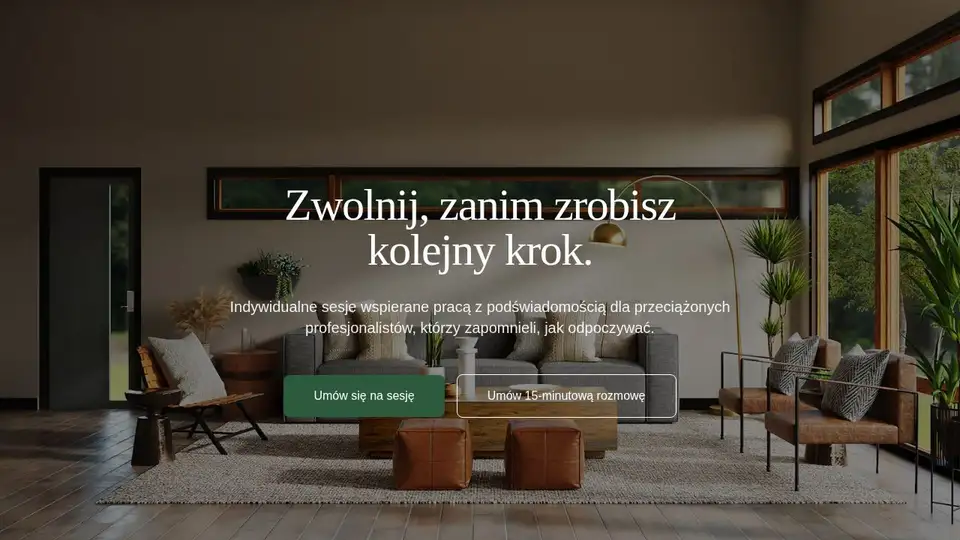 Zwolnij, zanim zrobisz
kolejny krok.
Indywidualne sesje wspierane pracą z podświadomością dla przeciążonych
profesjonalistów, którzy zapomnieli, jak odpoczywać.
Umów się na sesję
Umów 15-minutową rozmowę